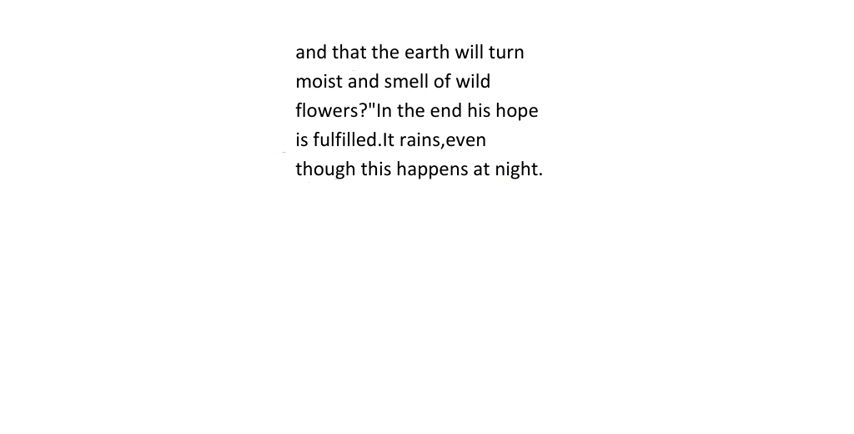 and that the earth will turn
moist and smell of wild
flowers?"In the end his hope
is fulfilled.It rains,even
though this happens at night.